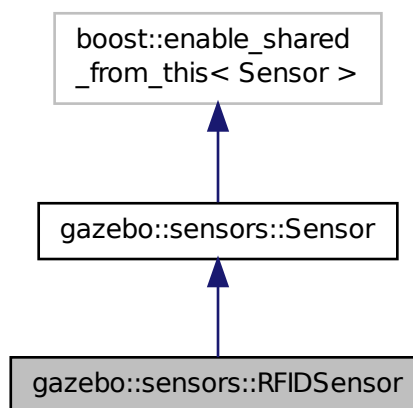 boost::enable_shared
_from_this< Sensor >
gazebo::sensors::Sensor
gazebo::sensors::RFIDSensor